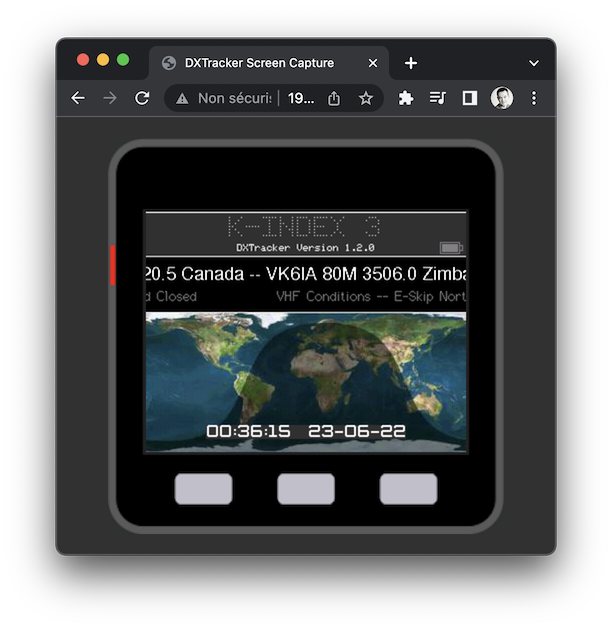 DXTracker Screen Capture
Non sécuris 19...
K-INDEX 3
DXTracker Version 1.2.0
20.5 Canada -- VK6IA 80M 3506.0 Zimba
d Closed VHF Conditions -- E-Skip Nort
00:36:15 23-06-22